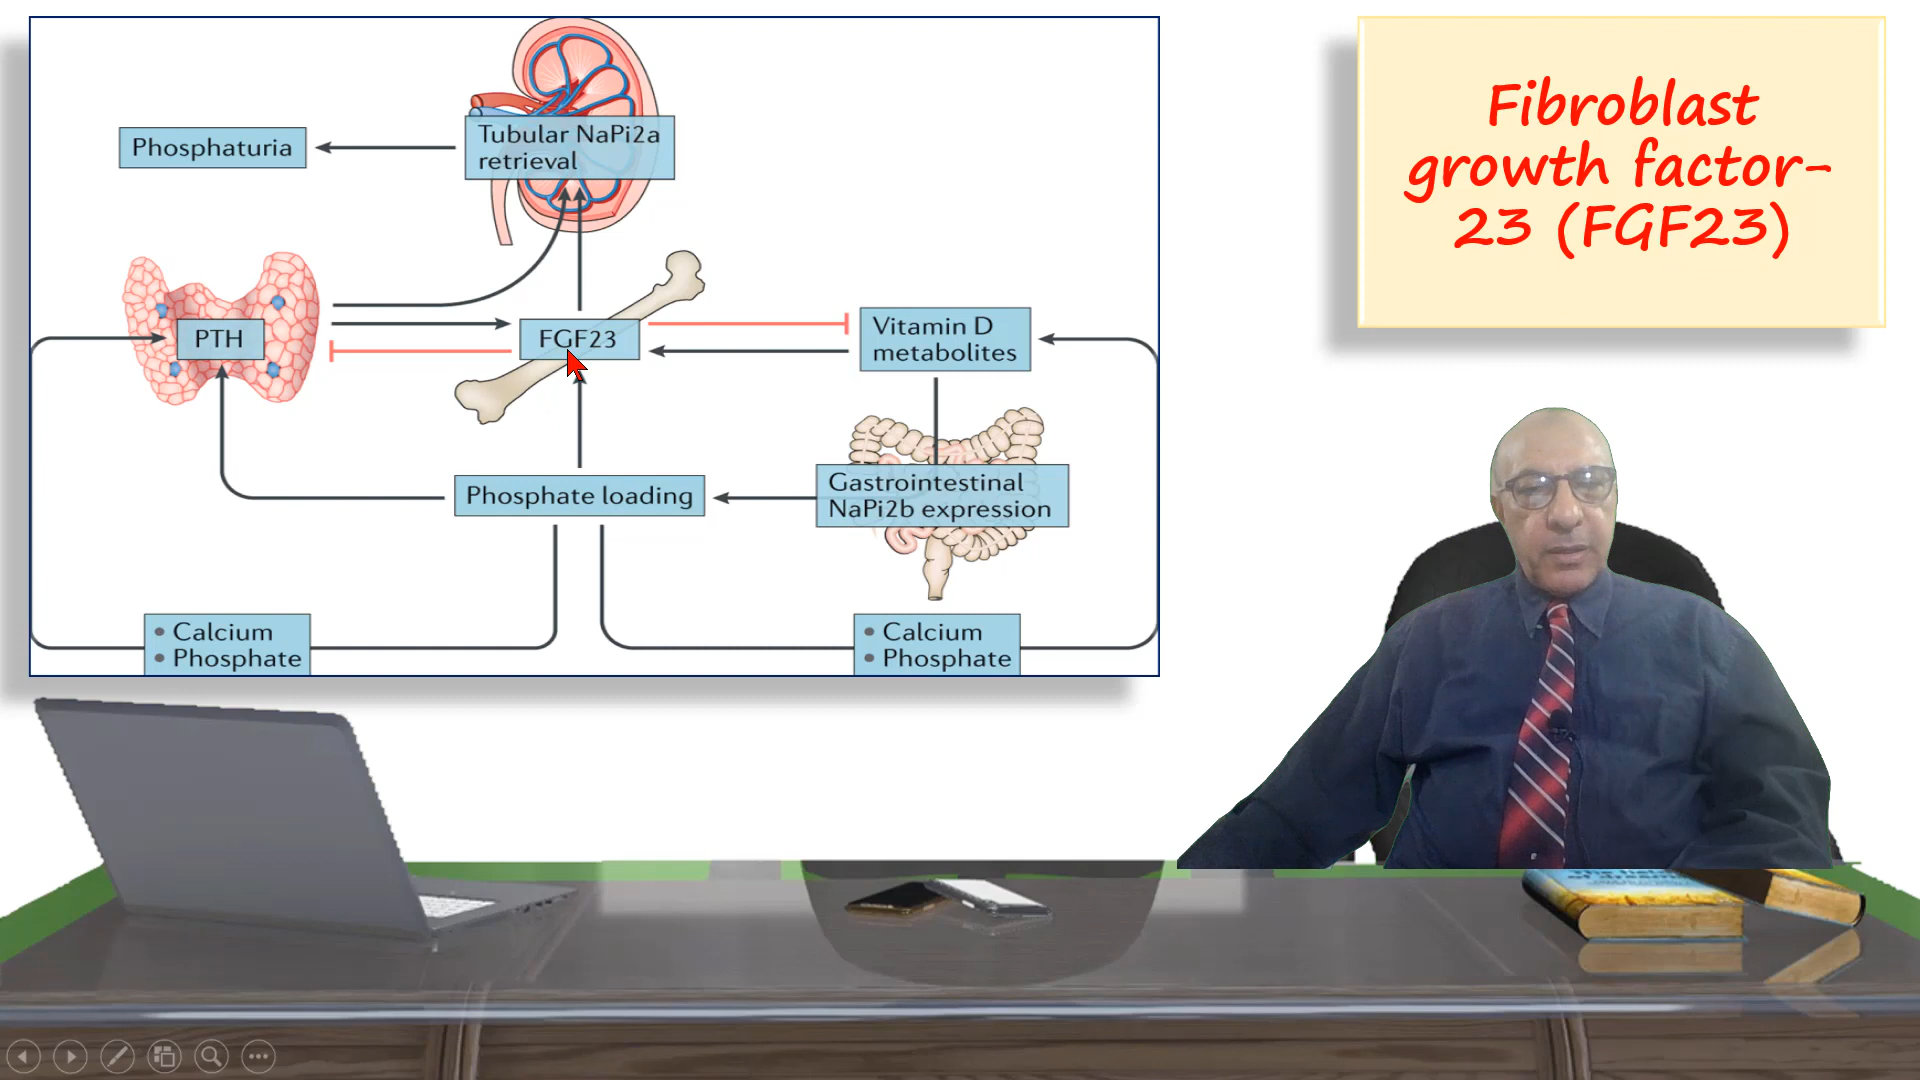 Tubular NaPi2a
retrieval
Phosphaturia
PTH
FGF23
Vitamin D
metabolites
Phosphate loading
Gastrointestinal
NaPi2b expression
• Calcium
• Phosphate
• Calcium
• Phosphate
Fibroblast
growth factor-
23 (FGF23)